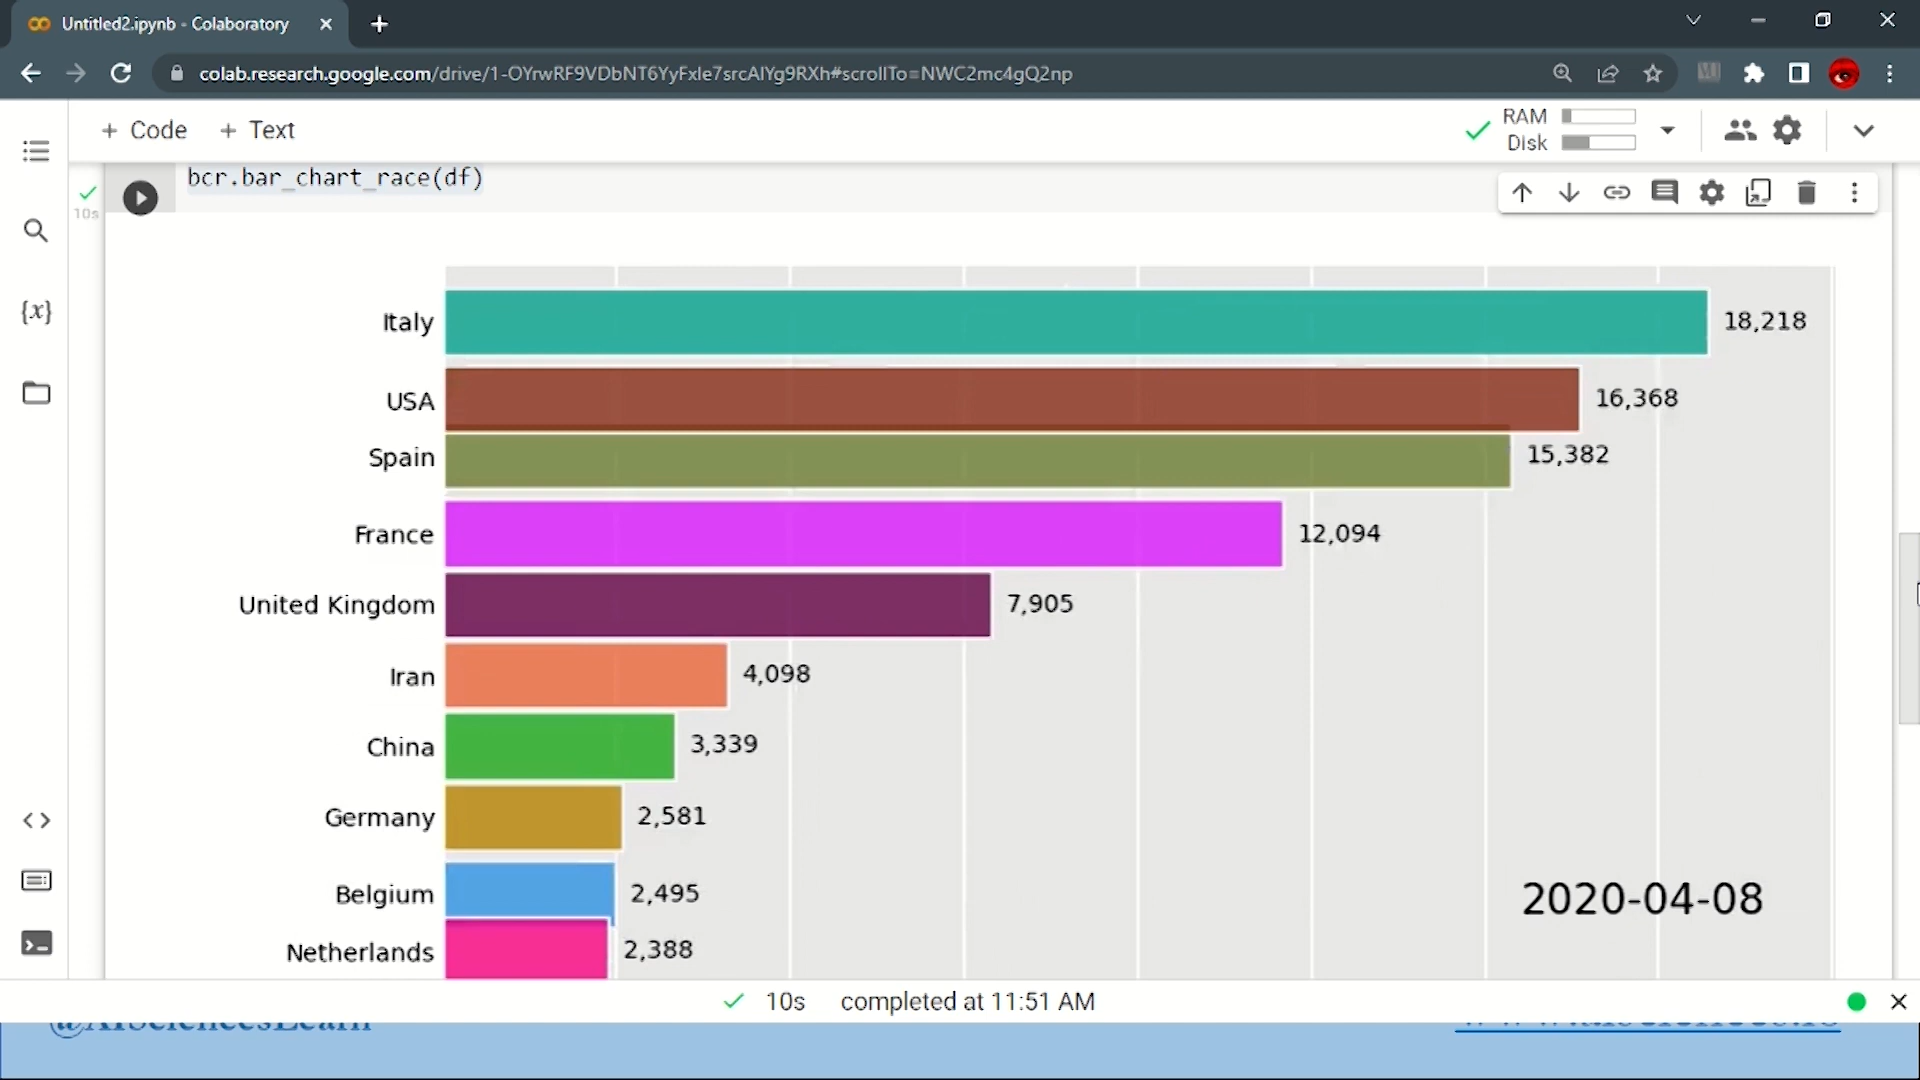 Untitled2.ipynb - Colaboratory
colab.research.google.com/drive/1-OYrwRF9VDbNT6YyFxle7srcAlYg9RXh#scrollTo=NWC2mc4gQ2np
+ Code + Text
RAM
Disk
bcr.bar_chart_race(df)
10s
{x}
Italy 18,218
USA 16,368
Spain 15,382
France 12,094
United Kingdom 7,905
Iran 4,098
China 3,339
Germany 2,581
Belgium 2,495
2020-04-08
Netherlands 2,388
10s completed at 11:51 AM
@AISciencesLearn